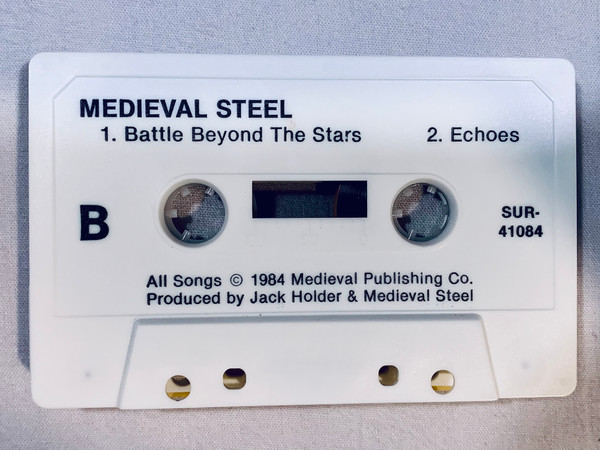 MEDIEVAL STEEL
1. Battle Beyond The Stars 2. Echoes
B
SUR-
41084
All Songs © 1984 Medieval Publishing Co.
Produced by Jack Holder & Medieval Steel